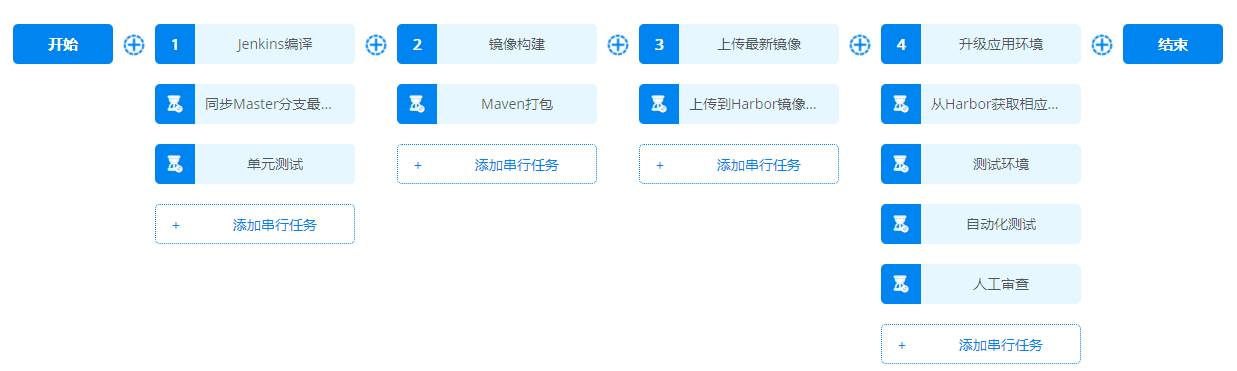 开始
1 Jenkins编译
2 镜像构建
3 上传最新镜像
4 升级应用环境
结束
同步Master分支最...
Maven打包
上传到Harbor镜像...
从Harbor获取相应...
单元测试
+ 添加串行任务
+ 添加串行任务
测试环境
+ 添加串行任务
自动化测试
人工审查
+ 添加串行任务